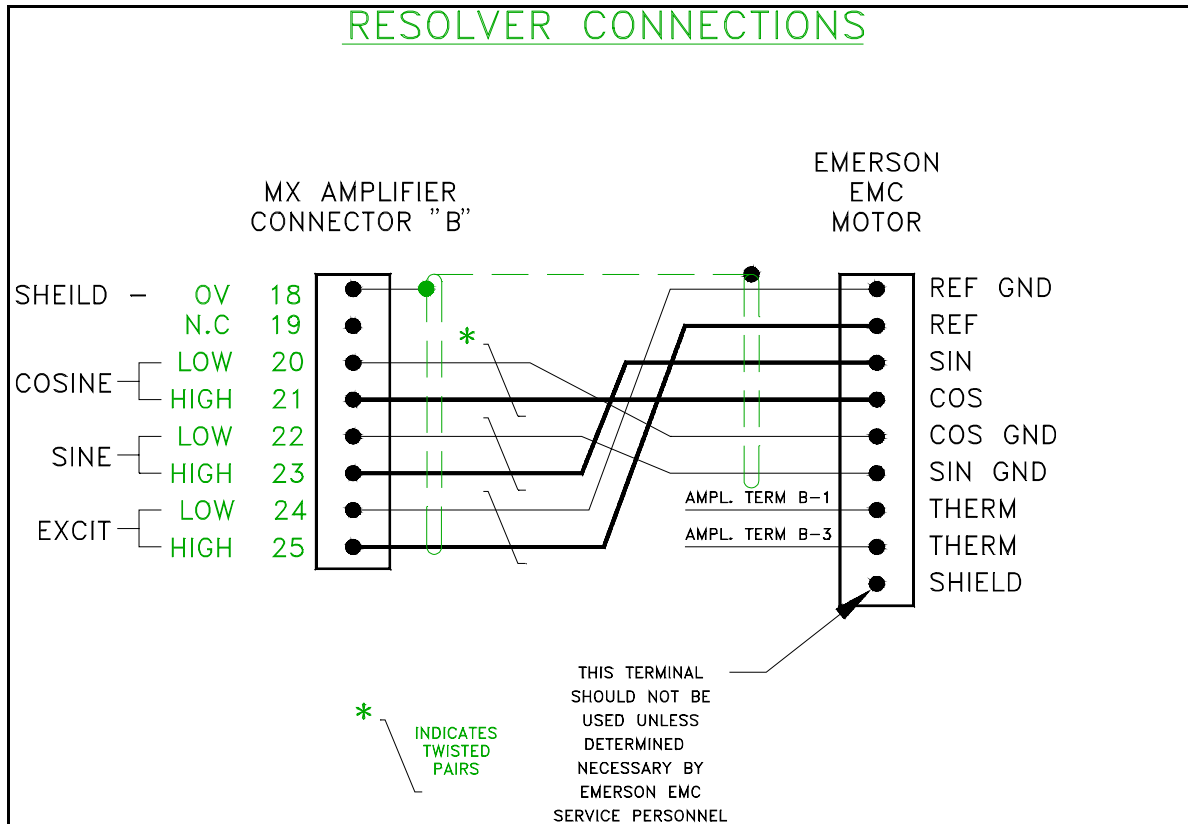 RESOLVER CONNECTIONS
MX AMPLIFIER
CONNECTOR "B"
EMERSON
EMC
MOTOR
SHEILD - OV 18
N.C 19
COSINE
LOW 20
HIGH 21
SINE
LOW 22
HIGH 23
EXCIT
LOW 24
HIGH 25
*
REF GND
REF
SIN
COS
COS GND
SIN GND
AMPL. TERM B-1 THERM
AMPL. TERM B-3 THERM
SHIELD
THIS TERMINAL
SHOULD NOT BE
USED UNLESS
DETERMINED
NECESSARY BY
EMERSON EMC
SERVICE PERSONNEL
*
INDICATES
TWISTED
PAIRS